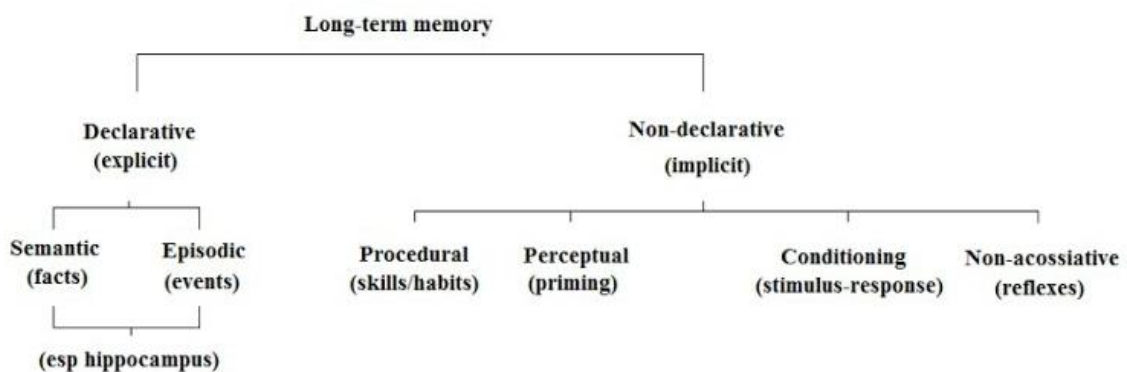 Long-term memory
Declarative
(explicit)
Non-declarative
(implicit)
Semantic
(facts)
Episodic
(events)
Procedural
(skills/habits)
Perceptual
(priming)
Conditioning
(stimulus-response)
Non-acossiative
(reflexes)
(esp hippocampus)